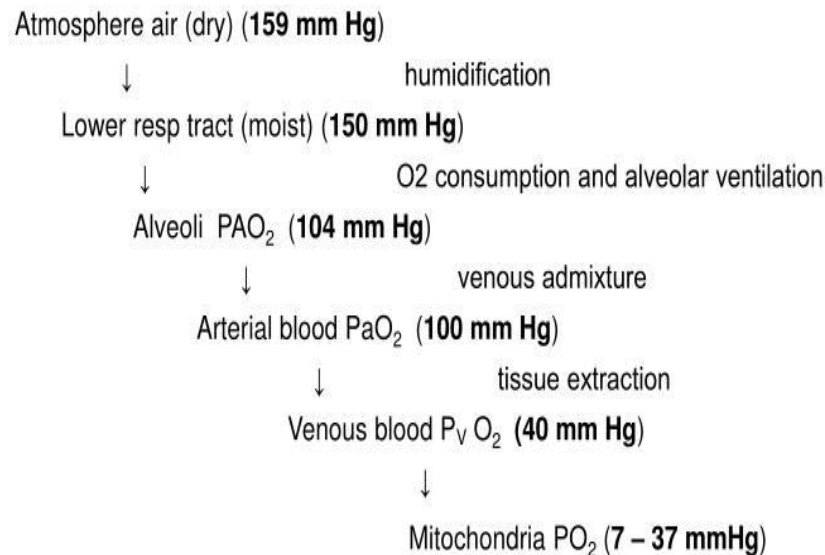 Atmosphere air (dry) (159 mm Hg)
↓ humidification
Lower resp tract (moist) (150 mm Hg)
↓ O2 consumption and alveolar ventilation
Alveoli PAO₂ (104 mm Hg)
↓ venous admixture
Arterial blood PaO₂ (100 mm Hg)
↓ tissue extraction
Venous blood Pᵥ O₂ (40 mm Hg)
↓
Mitochondria PO₂ (7 – 37 mmHg)